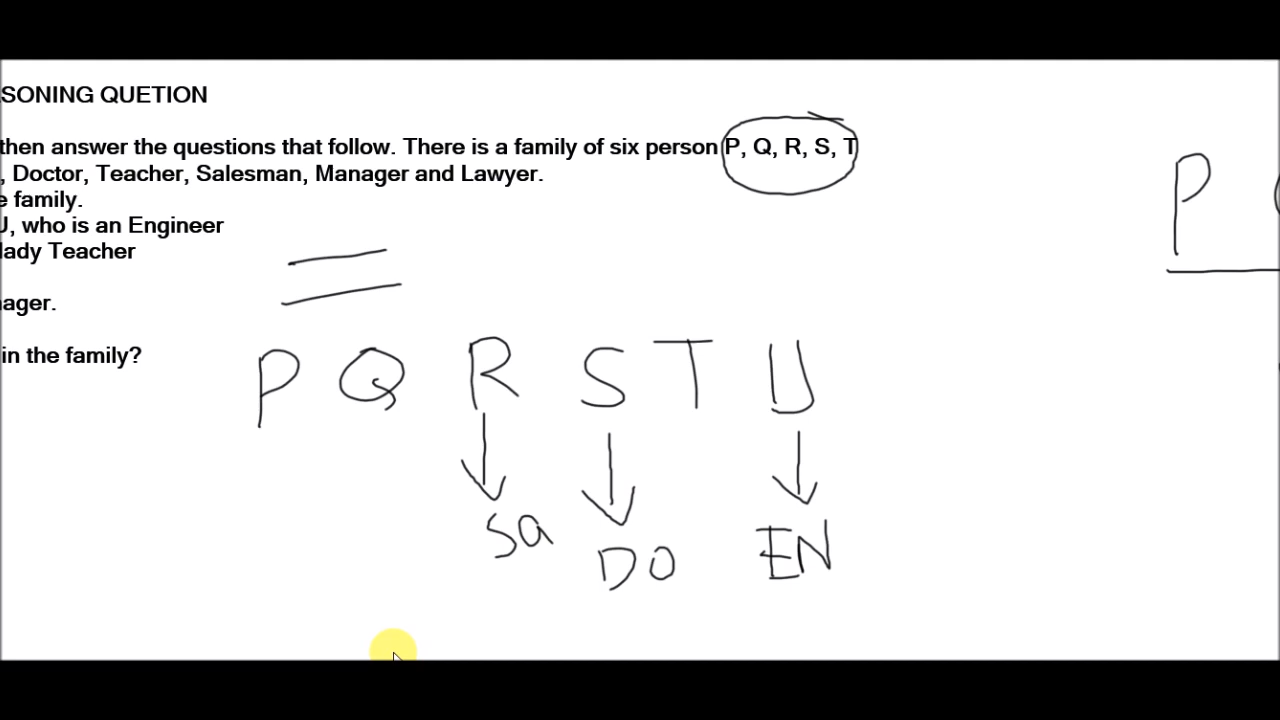 SONING QUETION
then answer the questions that follow. There is a family of six person P, Q, R, S, T
, Doctor, Teacher, Salesman, Manager and Lawyer.
e family.
U, who is an Engineer
lady Teacher
nager.
in the family?
P
P Q R S T U
Sa
DO
EN